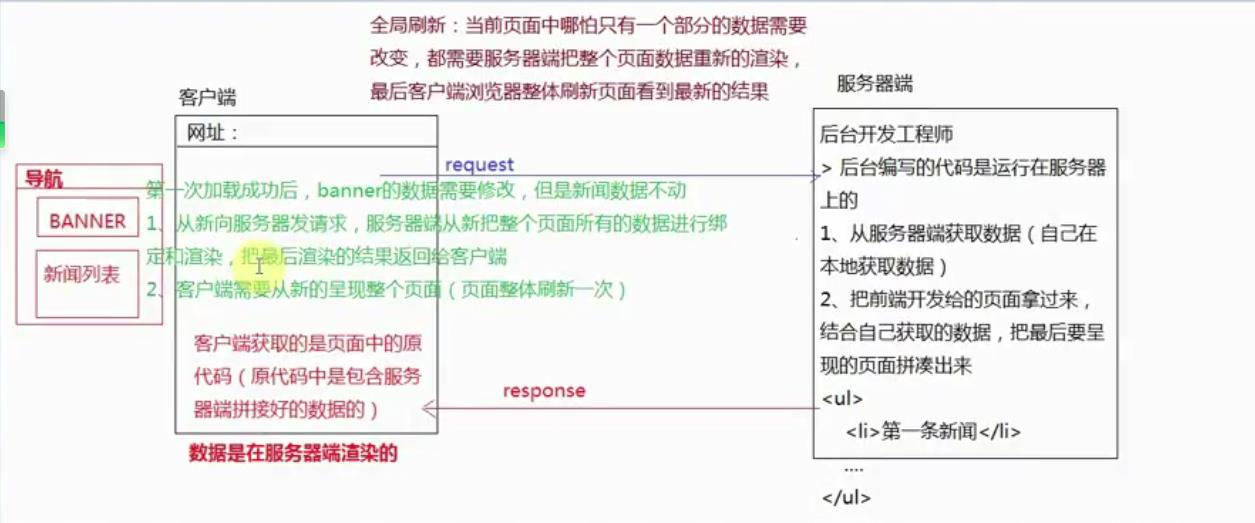 全局刷新：当前页面中哪怕只有一个部分的数据需要
改变，都需要服务器端把整个页面数据重新的渲染，
最后客户端浏览器整体刷新页面看到最新的结果
客户端
网址：
服务器端
导航
BANNER
新闻列表
request
第一次加载成功后，banner的数据需要修改，但是新闻数据不动
1、从新向服务器发请求，服务器端从新把整个页面所有的数据进行绑
定和渲染，把最后渲染的结果返回给客户端
2、客户端需要从新的呈现整个页面（页面整体刷新一次）
客户端获取的是页面中的原
代码（原代码中是包含服务
器端拼接好的数据的）
response
数据是在服务器端渲染的
后台开发工程师
> 后台编写的代码是运行在服务器
上的
1、从服务器端获取数据（自己在
本地获取数据）
2、把前端开发给的页面拿过来，
结合自己获取的数据，把最后要呈
现的页面拼凑出来
<ul>
<li>第一条新闻</li>
....
</ul>